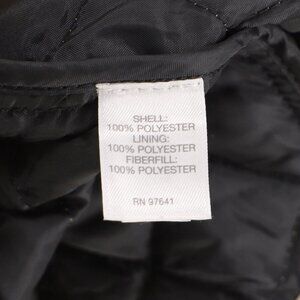 SHELL:
100% POLYESTER
LINING:
100% POLYESTER
FIBERFILL:
100% POLYESTER
RN 97641